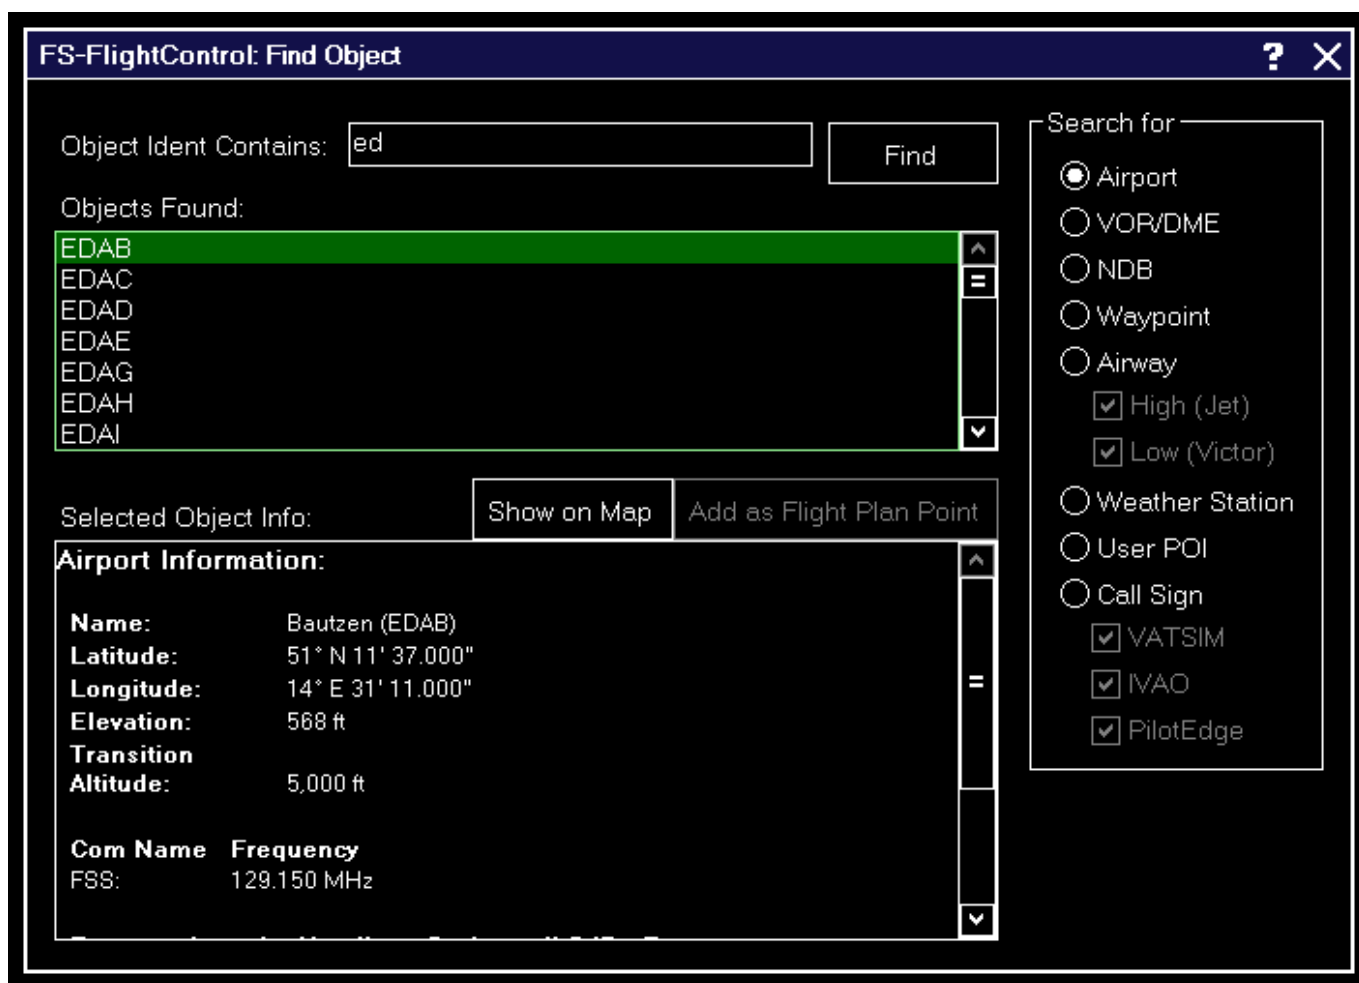 FS-FlightControl: Find Object
Object Ident Contains: ed
Find
Objects Found:
EDAB
EDAC
EDAD
EDAE
EDAG
EDAH
EDAI
Selected Object Info:
Show on Map
Add as Flight Plan Point
Airport Information:
Name: Bautzen (EDAB)
Latitude: 51° N 11' 37.000"
Longitude: 14° E 31' 11.000"
Elevation: 568 ft
Transition
Altitude: 5,000 ft
Com Name Frequency
FSS: 129.150 MHz
Search for
Airport
VOR/DME
NDB
Waypoint
Airway
High (Jet)
Low (Victor)
Weather Station
User POI
Call Sign
VATSIM
IVAO
PilotEdge